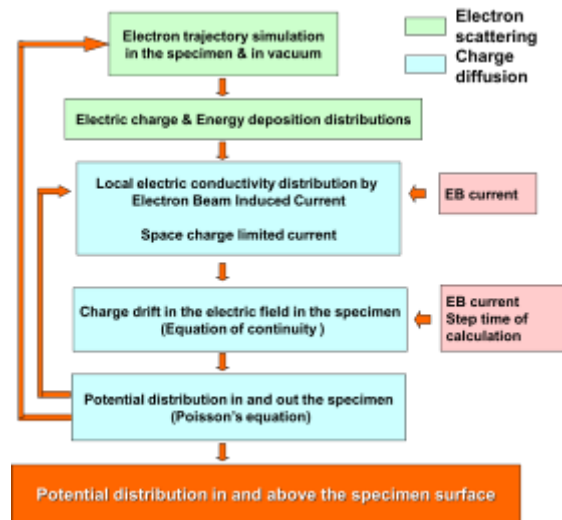 Electron trajectory simulation
in the specimen & in vacuum
Electron
scattering
Charge
diffusion
Electric charge & Energy deposition distributions
Local electric conductivity distribution by
Electron Beam Induced Current
Space charge limited current
EB current
Charge drift in the electric field in the specimen
(Equation of continuity )
EB current
Step time of
calculation
Potential distribution in and out the specimen
(Poisson's equation)
Potential distribution in and above the specimen surface